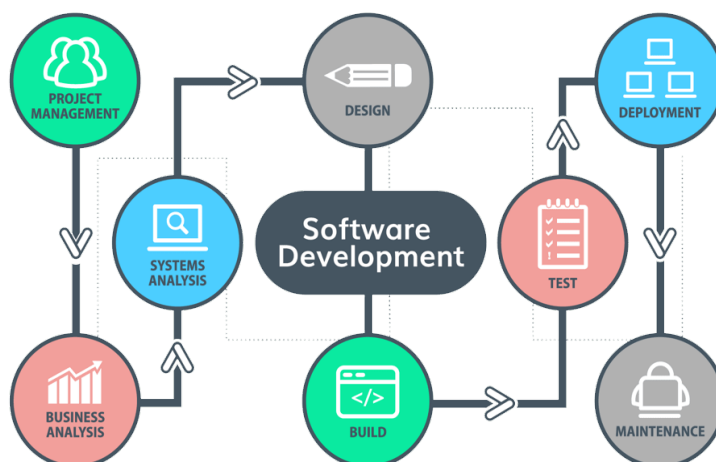 PROJECT
MANAGEMENT
BUSINESS
ANALYSIS
SYSTEMS
ANALYSIS
DESIGN
Software
Development
</>
BUILD
TEST
DEPLOYMENT
MAINTENANCE